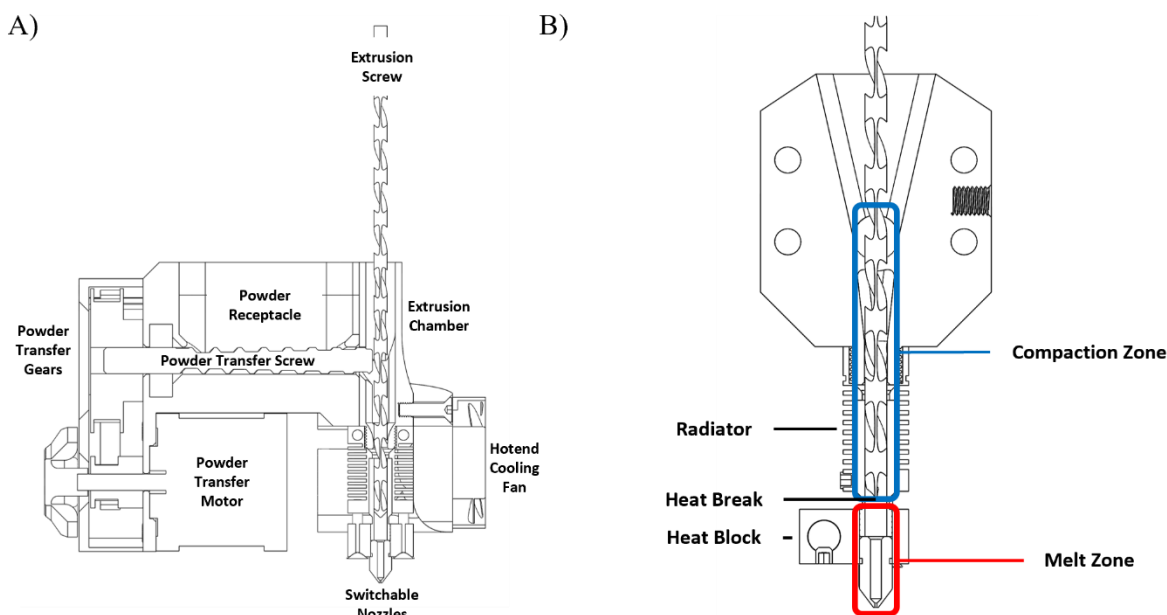 A)
Extrusion
Screw
Powder
Receptacle
Extrusion
Chamber
Powder
Transfer
Gears
Powder Transfer Screw
Powder
Transfer
Motor
Hotend
Cooling
Fan
Switchable
Nozzles
B)
Compaction Zone
Radiator
Heat Break
Heat Block
Melt Zone